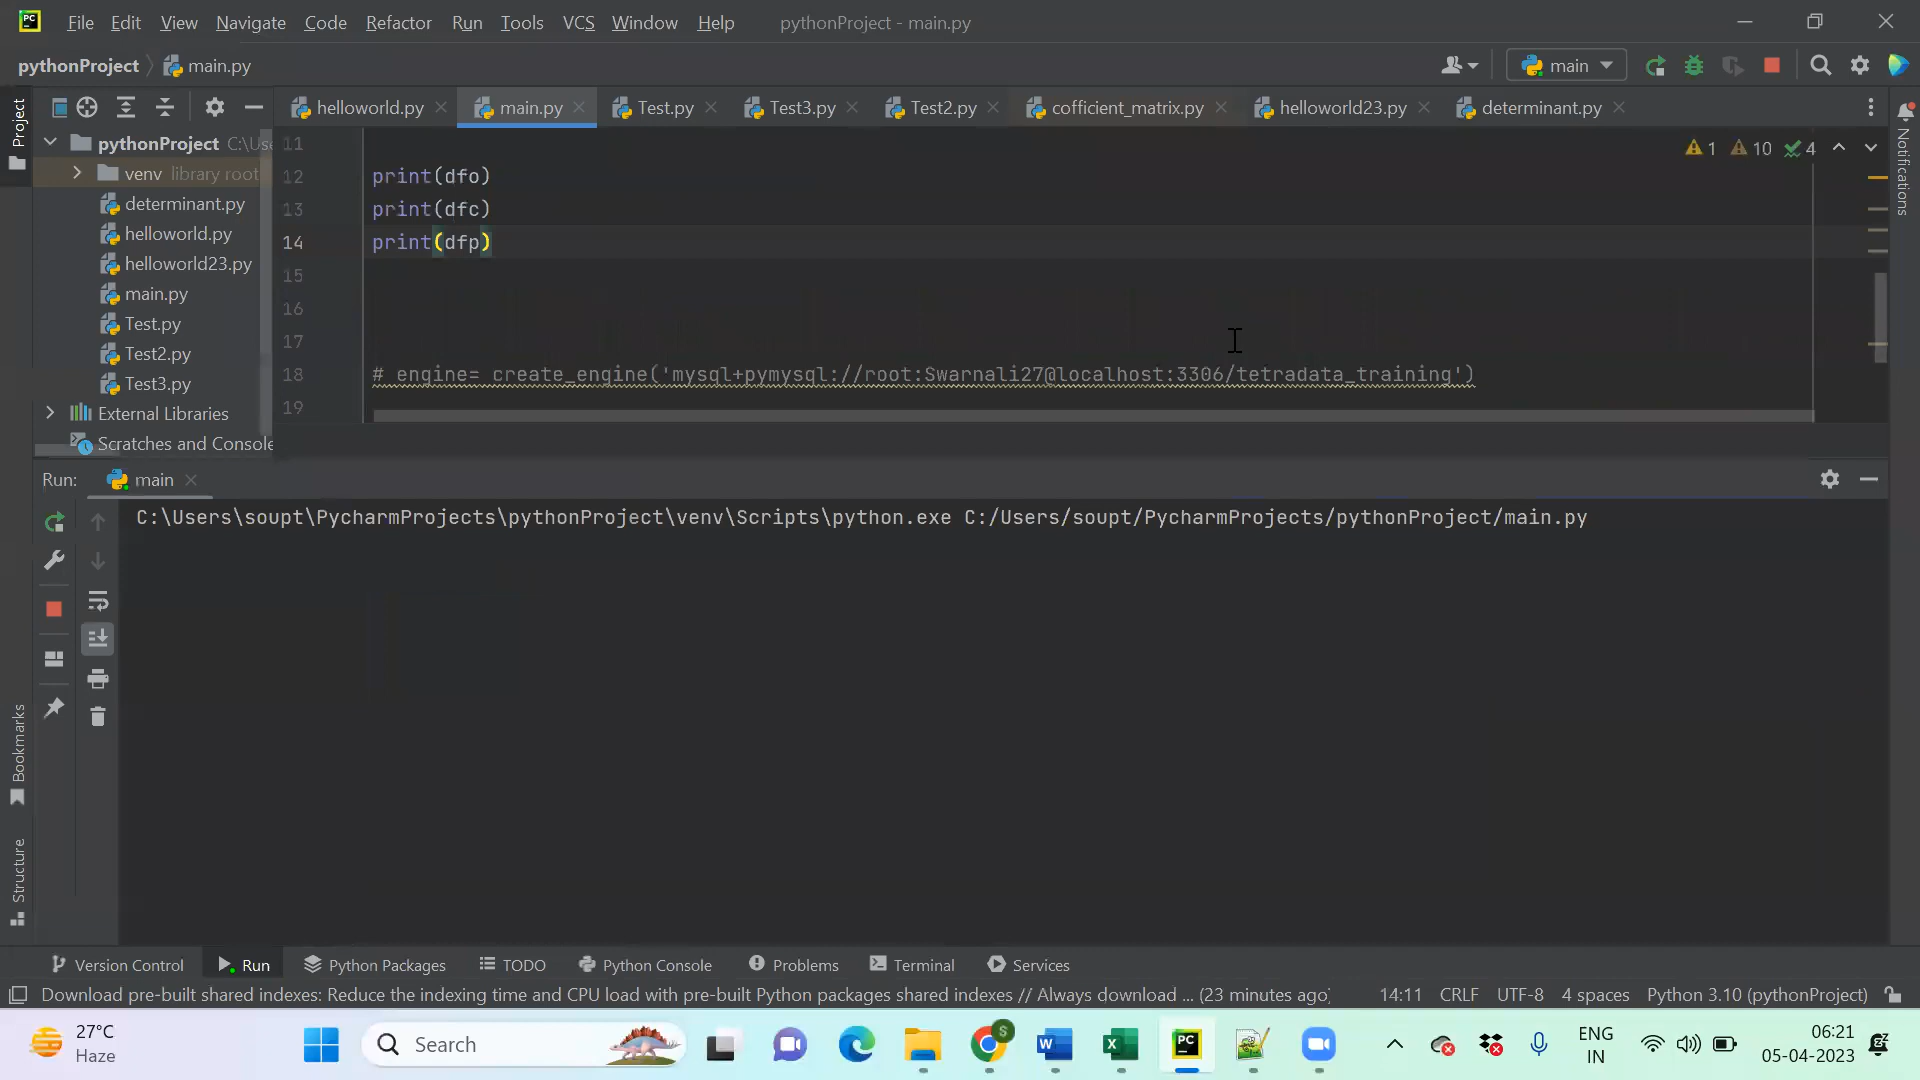 File Edit View Navigate Code Refactor Run Tools VCS Window Help pythonProject - main.py
pythonProject main.py main
Project
helloworld.py main.py Test.py Test3.py Test2.py cofficient_matrix.py helloworld23.py determinant.py
pythonProject C:\Use
venv library root
determinant.py
helloworld.py
helloworld23.py
main.py
Test.py
Test2.py
Test3.py
External Libraries
Scratches and Console
11
12 print(dfo)
13 print(dfc)
14 print(dfp)
15
16
17
18 # engine= create_engine('mysql+pymysql://root:Swarnali27@localhost:3306/tetradata_training')
19
1 10 4
Notifications
Run: main
C:\Users\soupt\PycharmProjects\pythonProject\venv\Scripts\python.exe C:/Users/soupt/PycharmProjects/pythonProject/main.py
Bookmarks
Structure
Version Control Run Python Packages TODO Python Console Problems Terminal Services
Download pre-built shared indexes: Reduce the indexing time and CPU load with pre-built Python packages shared indexes // Always download ... (23 minutes ago) 14:11 CRLF UTF-8 4 spaces Python 3.10 (pythonProject)
27°C
Haze
Search
ENG
IN
06:21
05-04-2023